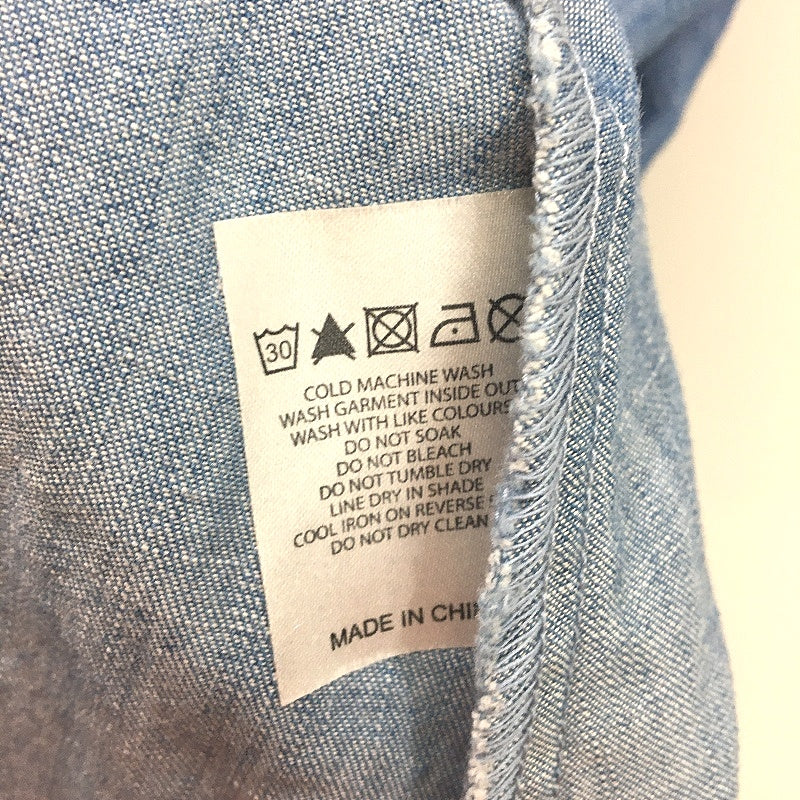 30
COLD MACHINE WASH
WASH GARMENT INSIDE OUT
WASH WITH LIKE COLOURS
DO NOT SOAK
DO NOT BLEACH
DO NOT TUMBLE DRY
LINE DRY IN SHADE
COOL IRON ON REVERSE
DO NOT DRY CLEAN
MADE IN